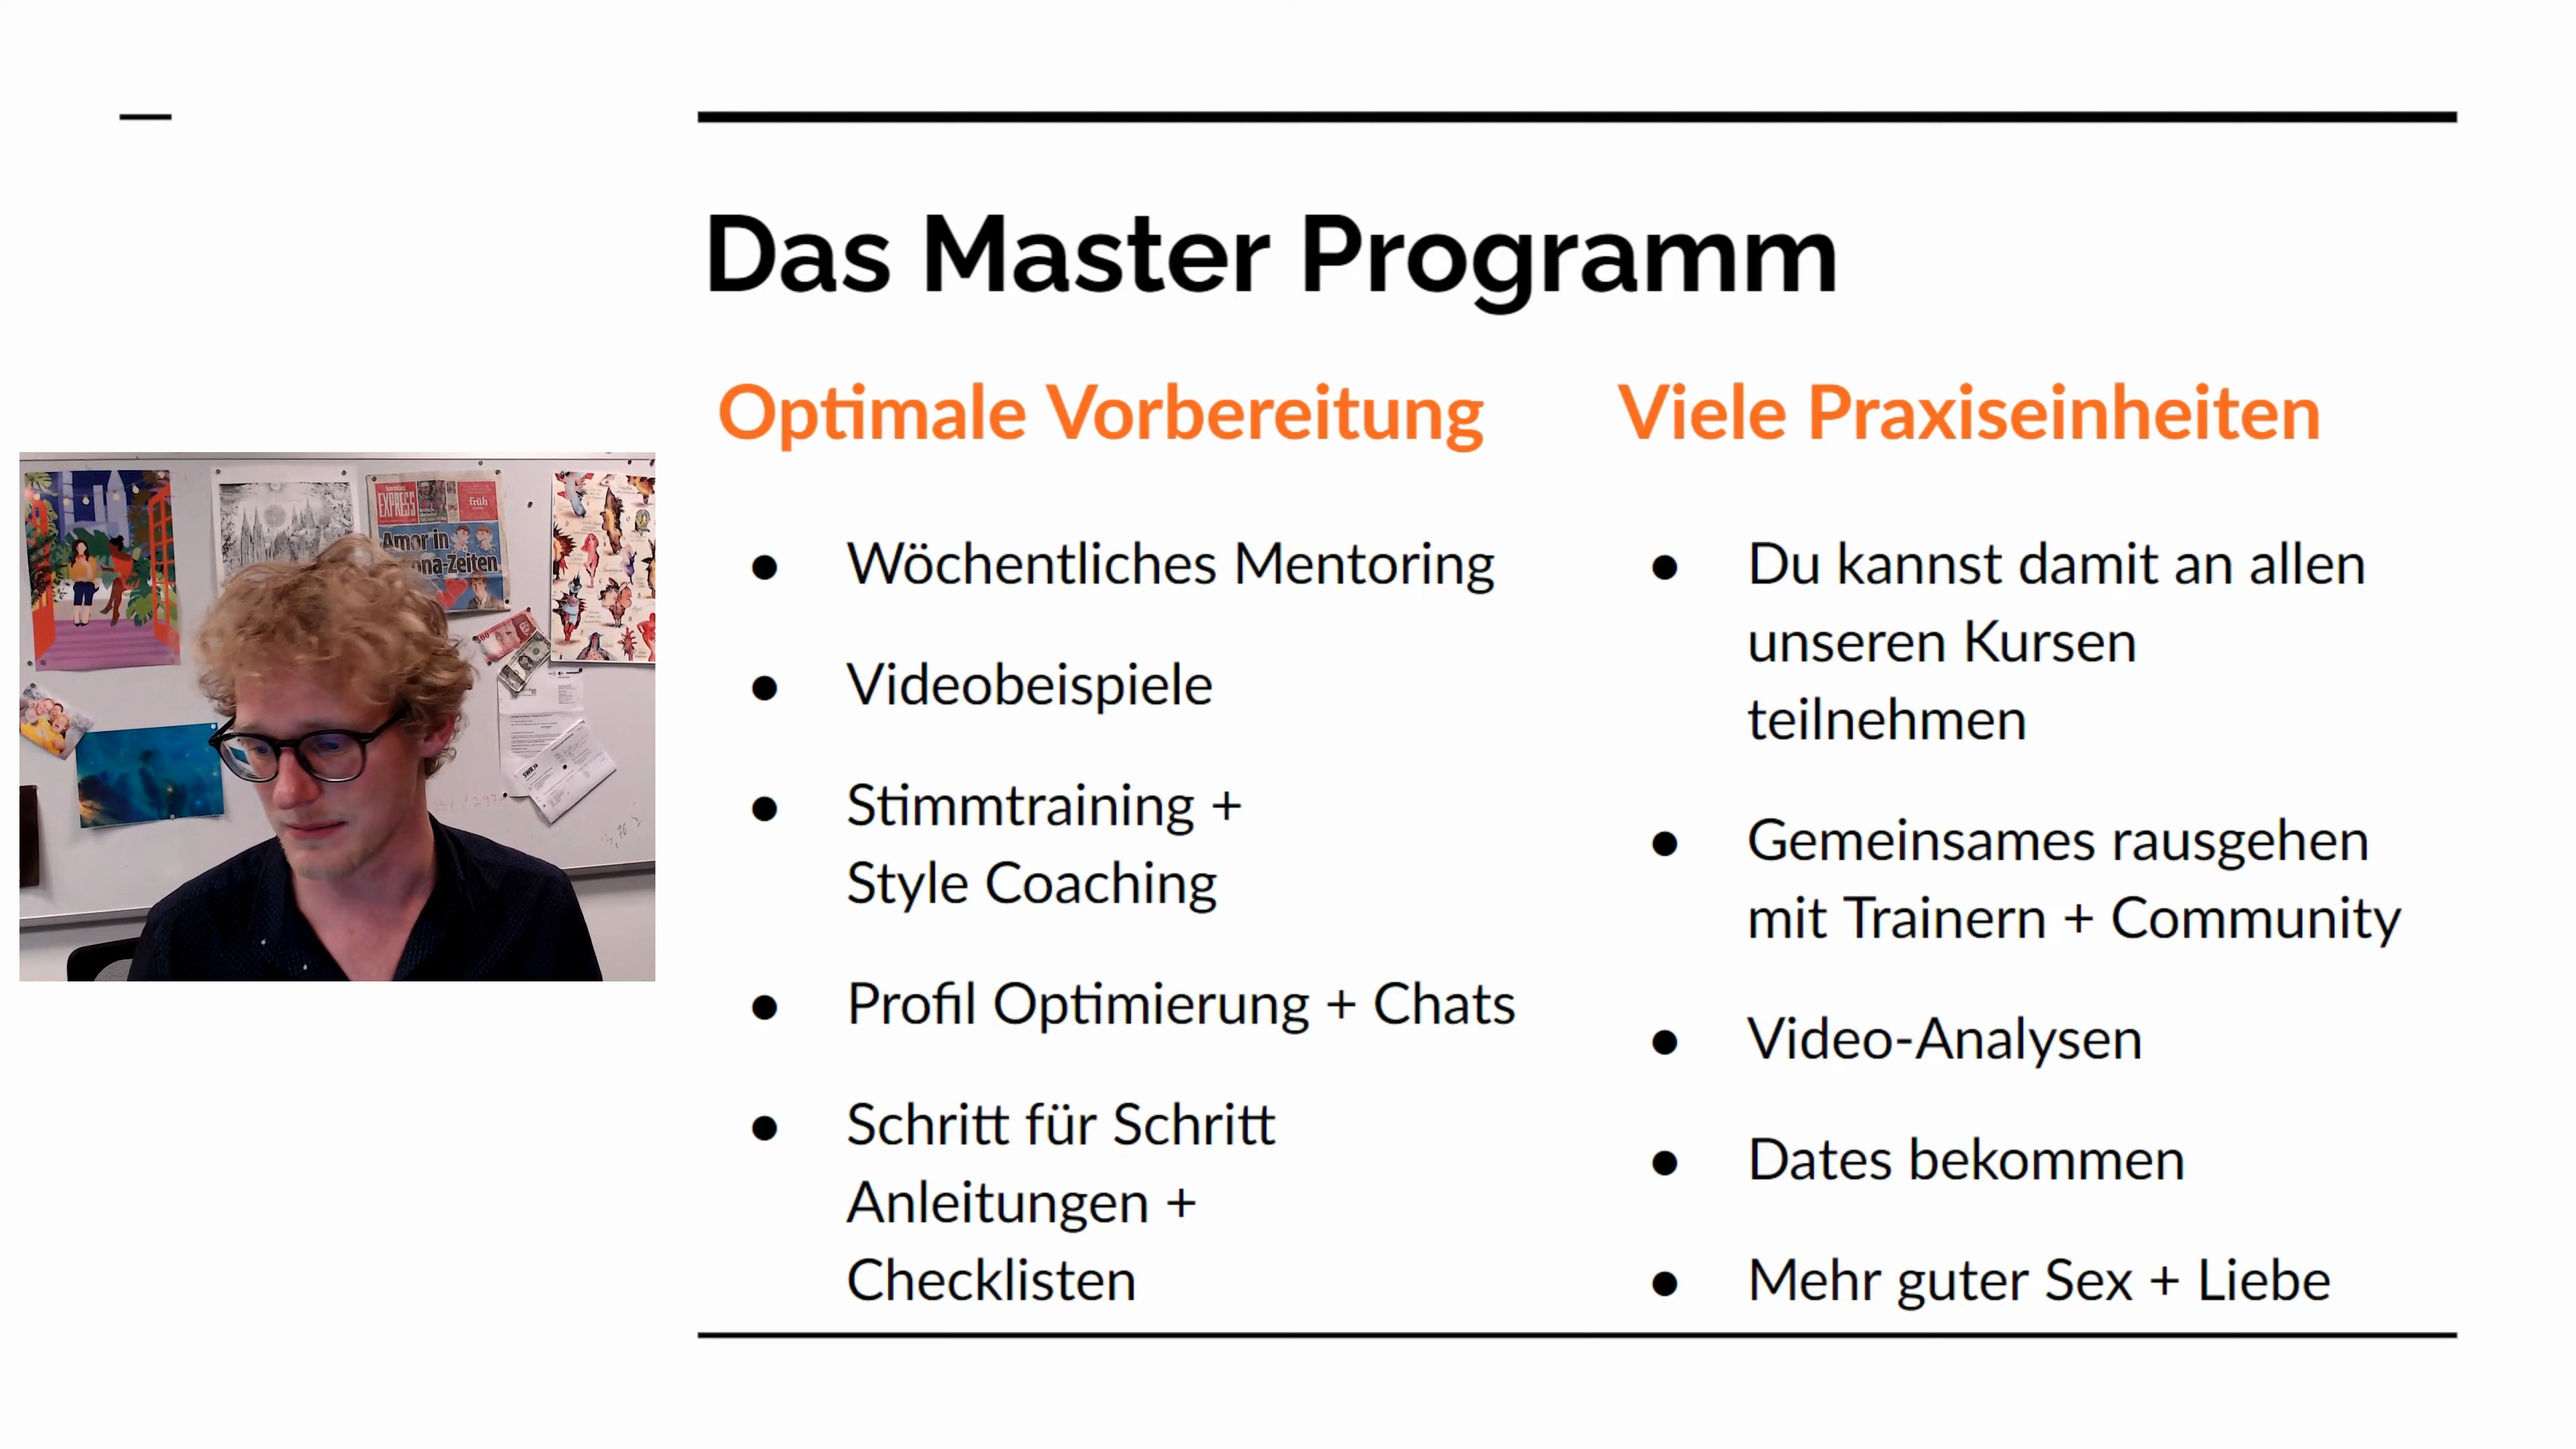 Das Master Programm
Optimale Vorbereitung
● Wöchentliches Mentoring
● Videobeispiele
● Stimmtraining +
Style Coaching
● Profil Optimierung + Chats
● Schritt für Schritt
Anleitungen +
Checklisten
Viele Praxiseinheiten
● Du kannst damit an allen
unseren Kursen
teilnehmen
● Gemeinsames rausgehen
mit Trainern + Community
● Video-Analysen
● Dates bekommen
● Mehr guter Sex + Liebe
EXPRESS
früh
Amor in
ona-Zeiten